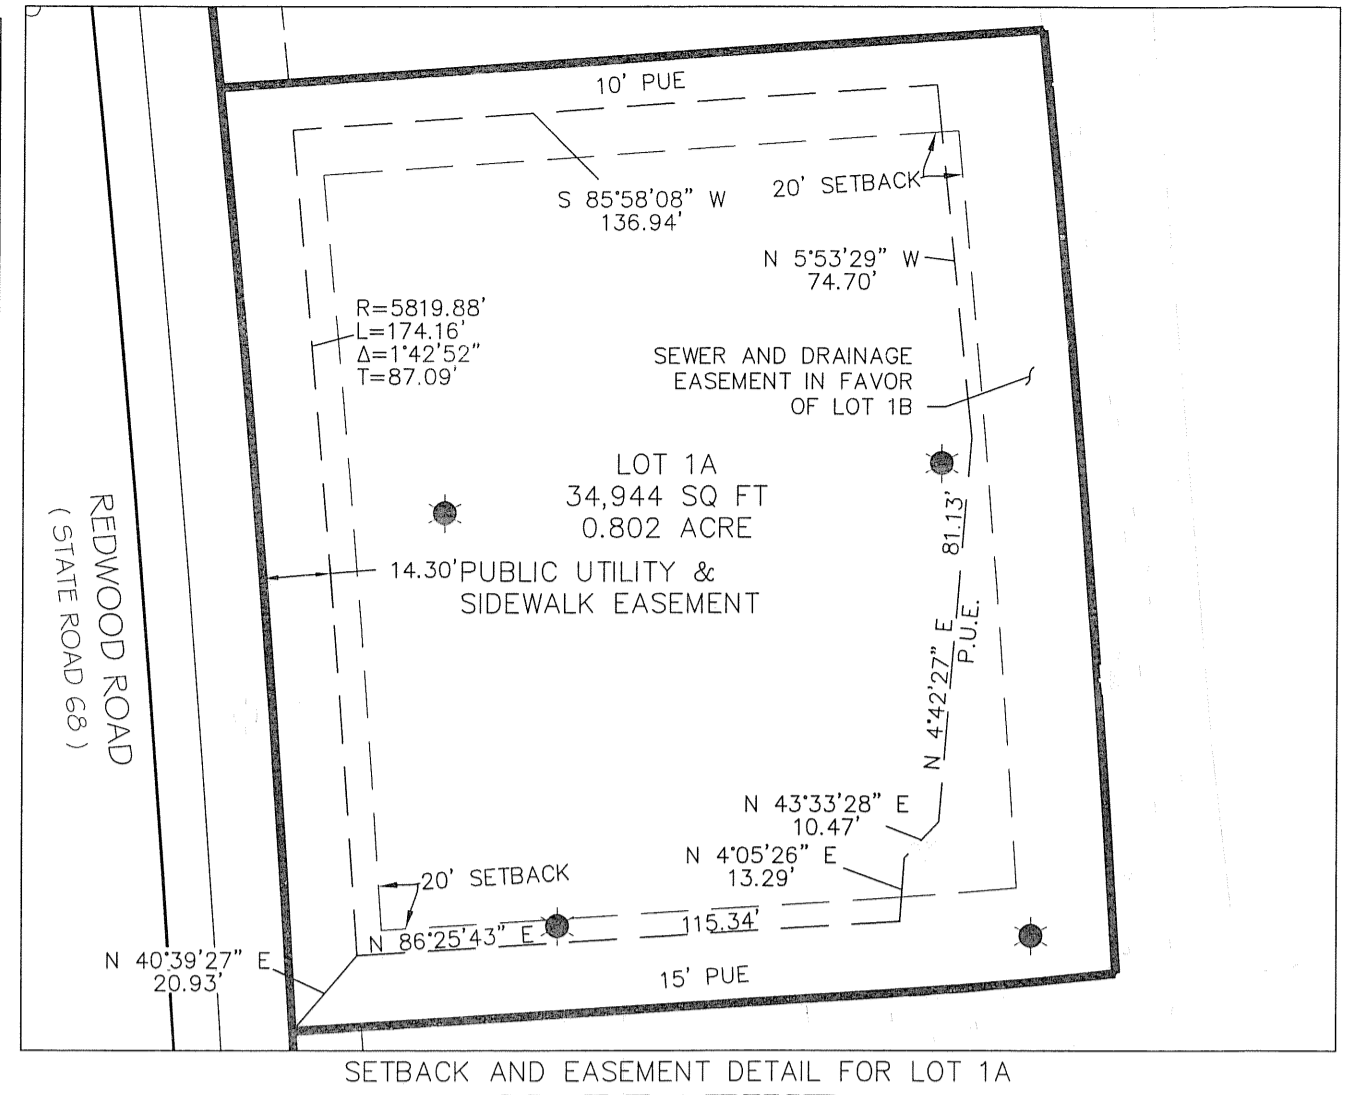 10' PUE
S 85°58'08" W
136.94'
20' SETBACK
N 5°53'29" W
74.70'
R=5819.88'
L=174.16'
Δ=1°42'52"
T=87.09'
SEWER AND DRAINAGE
EASEMENT IN FAVOR
OF LOT 1B
LOT 1A
34,944 SQ FT
0.802 ACRE
REDWOOD ROAD
(STATE ROAD 68)
14.30' PUBLIC UTILITY &
SIDEWALK EASEMENT
N 4°42'27" E 81.13'
P.U.E.
N 43°33'28" E
10.47'
N 4°05'26" E
13.29'
20' SETBACK
N 86°25'43" E 115.34'
N 40°39'27" E
20.93'
15' PUE
SETBACK AND EASEMENT DETAIL FOR LOT 1A